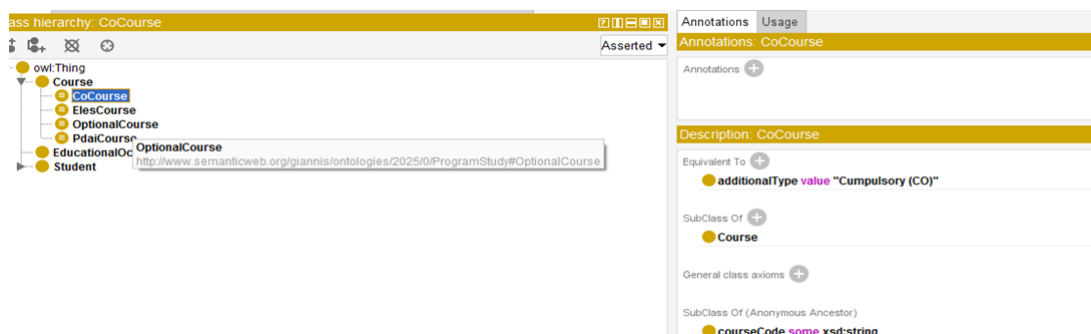 ass hierarchy: CoCourse
Asserted
owl:Thing
Course
CoCourse
ElesCourse
OptionalCourse
PdaiCourse
EducationalOc
Student
OptionalCourse
http://www.semanticweb.org/giannis/ontologies/2025/0/ProgramStudy#OptionalCourse
Annotations Usage
Annotations: CoCourse
Annotations
Description: CoCourse
Equivalent To
additionalType value "Cumpulsory (CO)"
SubClass Of
Course
General class axioms
SubClass Of (Anonymous Ancestor)
courseCode some xsd:string